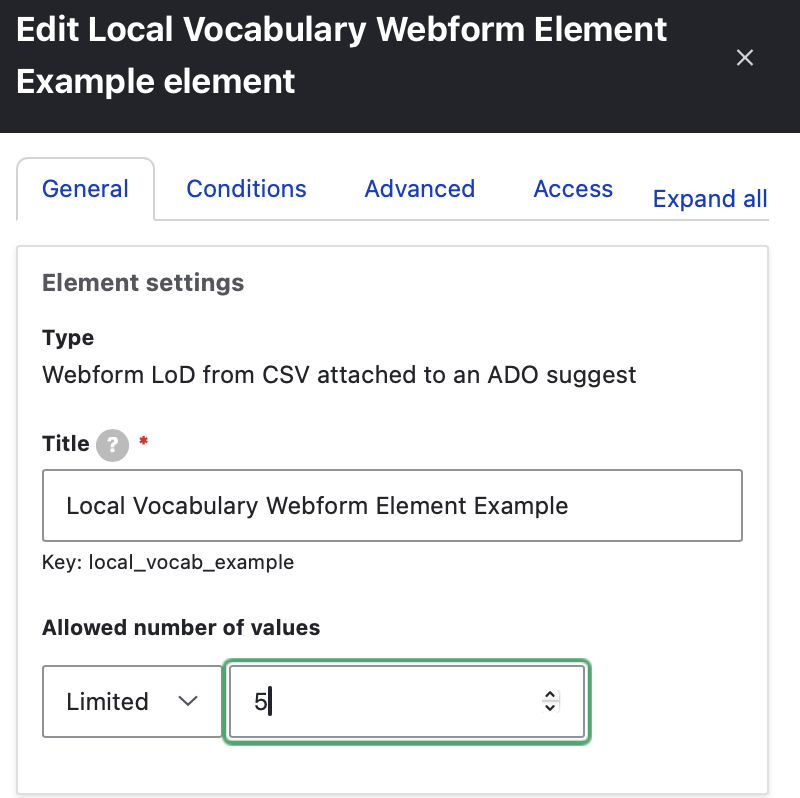 Edit Local Vocabulary Webform Element
Example element
General Conditions Advanced Access Expand all
Element settings
Type
Webform LoD from CSV attached to an ADO suggest
Title ? *
Local Vocabulary Webform Element Example
Key: local_vocab_example
Allowed number of values
Limited 5